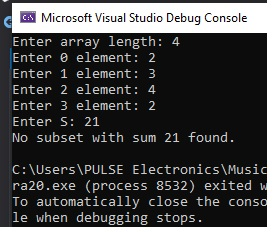 Microsoft Visual Studio Debug Console
Enter array length: 4
Enter 0 element: 2
Enter 1 element: 3
Enter 2 element: 4
Enter 3 element: 2
Enter S: 21
No subset with sum 21 found.
C:\Users\PULSE Electronics\Music
ra20.exe (process 8532) exited w
To automatically close the conso
le when debugging stops.